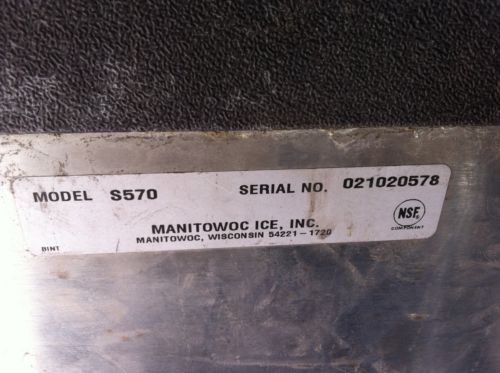 MODEL S570 SERIAL NO. 021020578
MANITOWOC ICE, INC.
MANITOWOC, WISCONSIN 54221-1720
NSF
COMPONENT
BINT